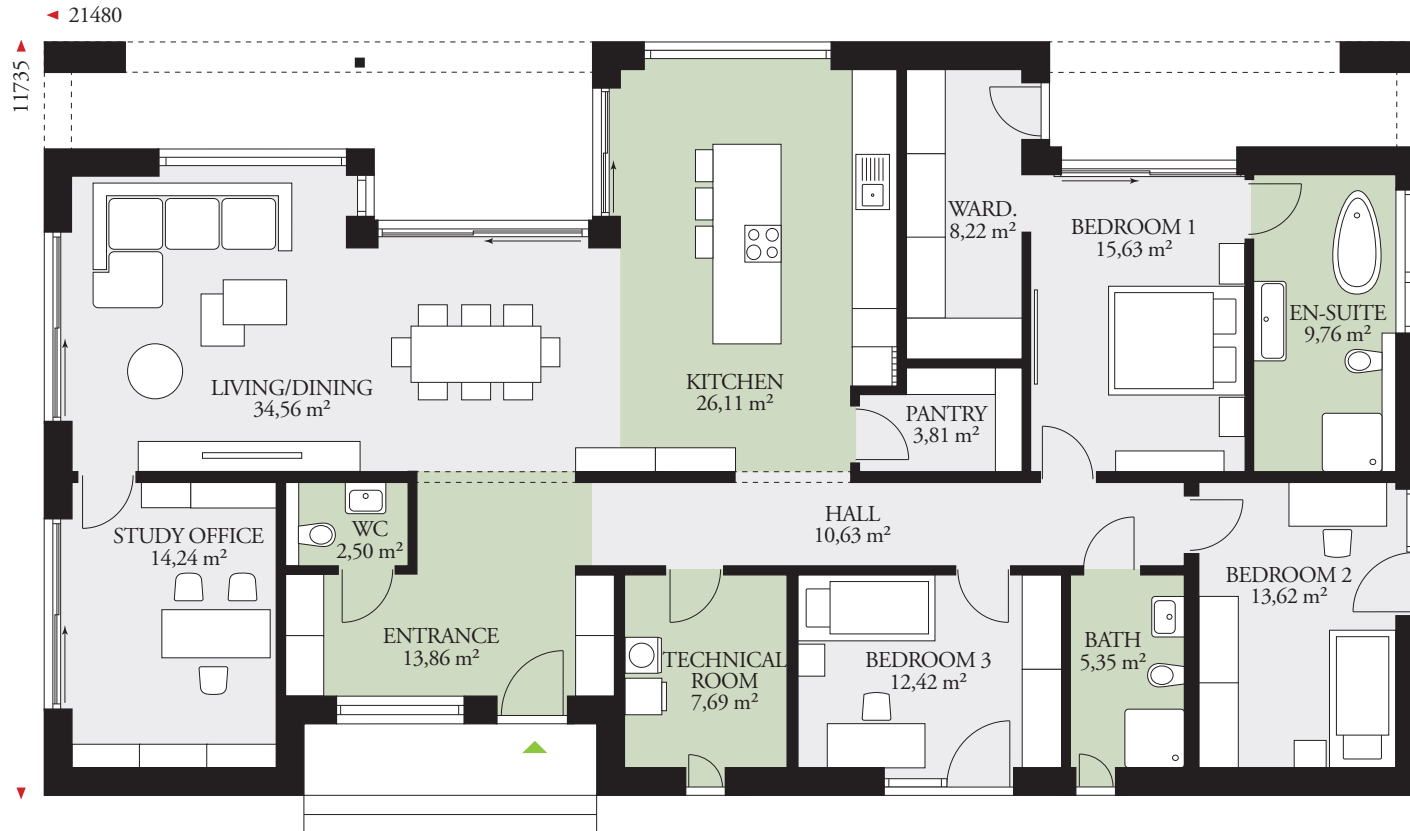 21480
11735
WARD.
8,22 m²
BEDROOM 1
15,63 m²
EN-SUITE
9,76 m²
LIVING/DINING
34,56 m²
KITCHEN
26,11 m²
PANTRY
3,81 m²
STUDY OFFICE
14,24 m²
WC
2,50 m²
HALL
10,63 m²
BEDROOM 2
13,62 m²
ENTRANCE
13,86 m²
TECHNICAL
ROOM
7,69 m²
BEDROOM 3
12,42 m²
BATH
5,35 m²